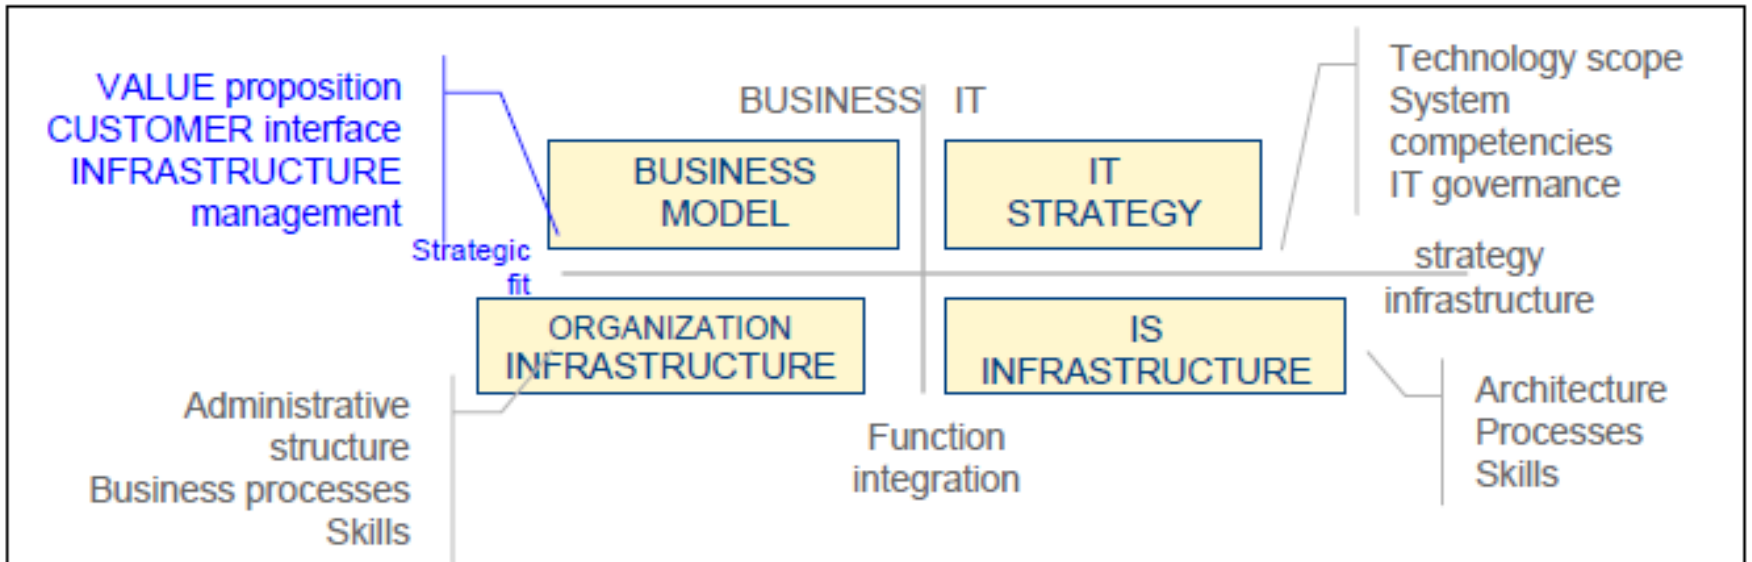 VALUE proposition
CUSTOMER interface
INFRASTRUCTURE
management
Strategic
fit
BUSINESS
IT
BUSINESS
MODEL
IT
STRATEGY
Technology scope
System
competencies
IT governance
strategy
infrastructure
ORGANIZATION
INFRASTRUCTURE
IS
INFRASTRUCTURE
Administrative
structure
Business processes
Skills
Function
integration
Architecture
Processes
Skills